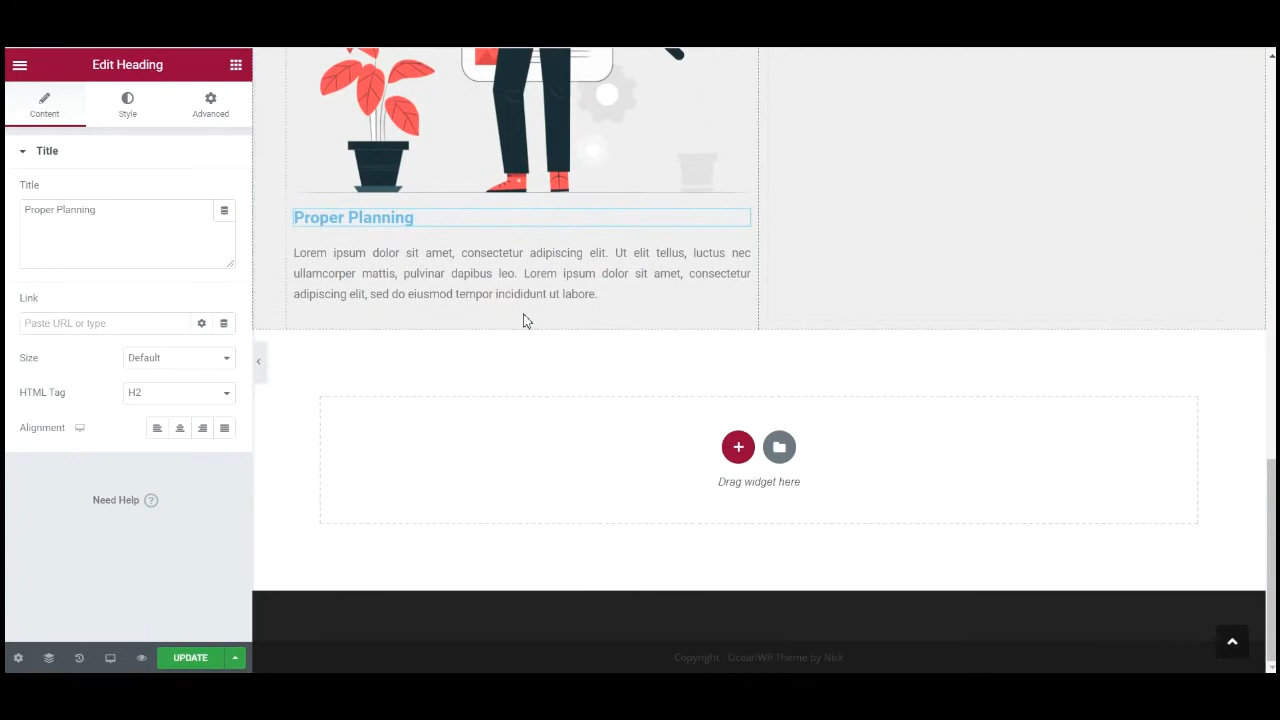 Edit Heading
Content
Style
Advanced
Title
Title
Proper Planning
Link
Paste URL or type
Size
Default
HTML Tag
H2
Alignment
Need Help ?
UPDATE
Proper Planning
Lorem ipsum dolor sit amet, consectetur adipiscing elit. Ut elit tellus, luctus nec
ullamcorper mattis, pulvinar dapibus leo. Lorem ipsum dolor sit amet, consectetur
adipiscing elit, sed do eiusmod tempor incididunt ut labore.
Drag widget here
Copyright - OceanWP Theme by Nick